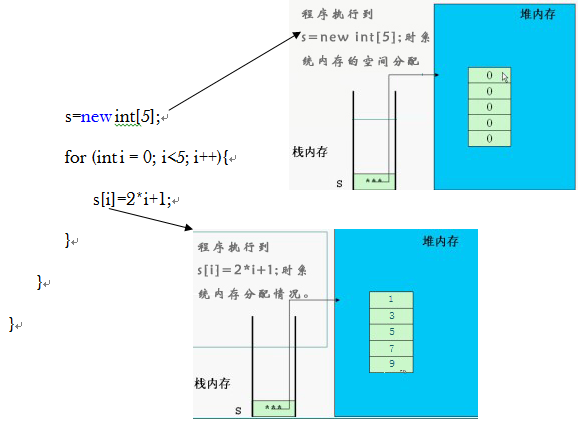 程序执行到
s=new int[5];时系
统内存的空间分配
堆内存
0
0
0
0
0
栈内存
s
***
s=new int[5];
for (int i = 0; i<5; i++){
s[i]=2*i+1;
}
}
}
程序执行到
s[i]=2*i+1;时系
统内存分配情况。
堆内存
1
3
5
7
9
栈内存
s
***